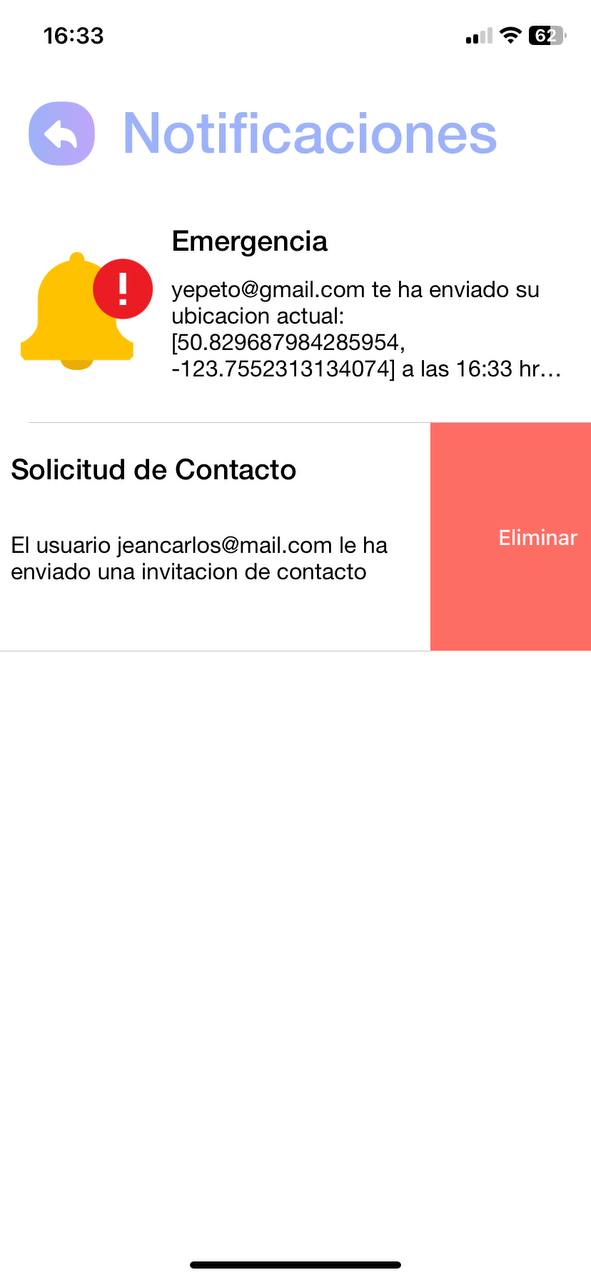 16:33
62
Notificaciones
Emergencia
yepeto@gmail.com te ha enviado su
ubicacion actual:
[50.829687984285954,
-123.7552313134074] a las 16:33 hr…
Solicitud de Contacto
El usuario jeancarlos@mail.com le ha
enviado una invitacion de contacto
Eliminar